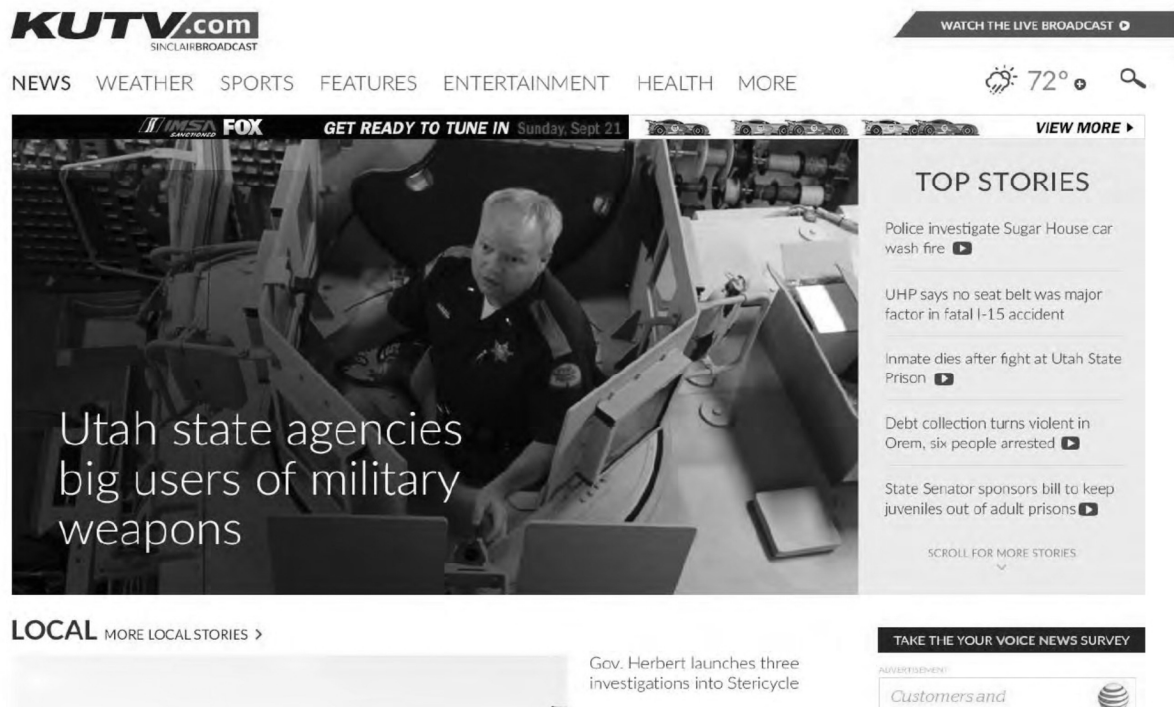 KUTV.com
SINCLAIRBROADCAST
WATCH THE LIVE BROADCAST
NEWS WEATHER SPORTS FEATURES ENTERTAINMENT HEALTH MORE
72°
IMSA SANCTIONED FOX GET READY TO TUNE IN Sunday, Sept 21 VIEW MORE
Utah state agencies
big users of military
weapons
TOP STORIES
Police investigate Sugar House car
wash fire
UHP says no seat belt was major
factor in fatal I-15 accident
Inmate dies after fight at Utah State
Prison
Debt collection turns violent in
Orem, six people arrested
State Senator sponsors bill to keep
juveniles out of adult prisons
SCROLL FOR MORE STORIES
LOCAL MORE LOCAL STORIES >
Gov. Herbert launches three
investigations into Stericycle
TAKE THE YOUR VOICE NEWS SURVEY
ADVERTISEMENT
Customers and